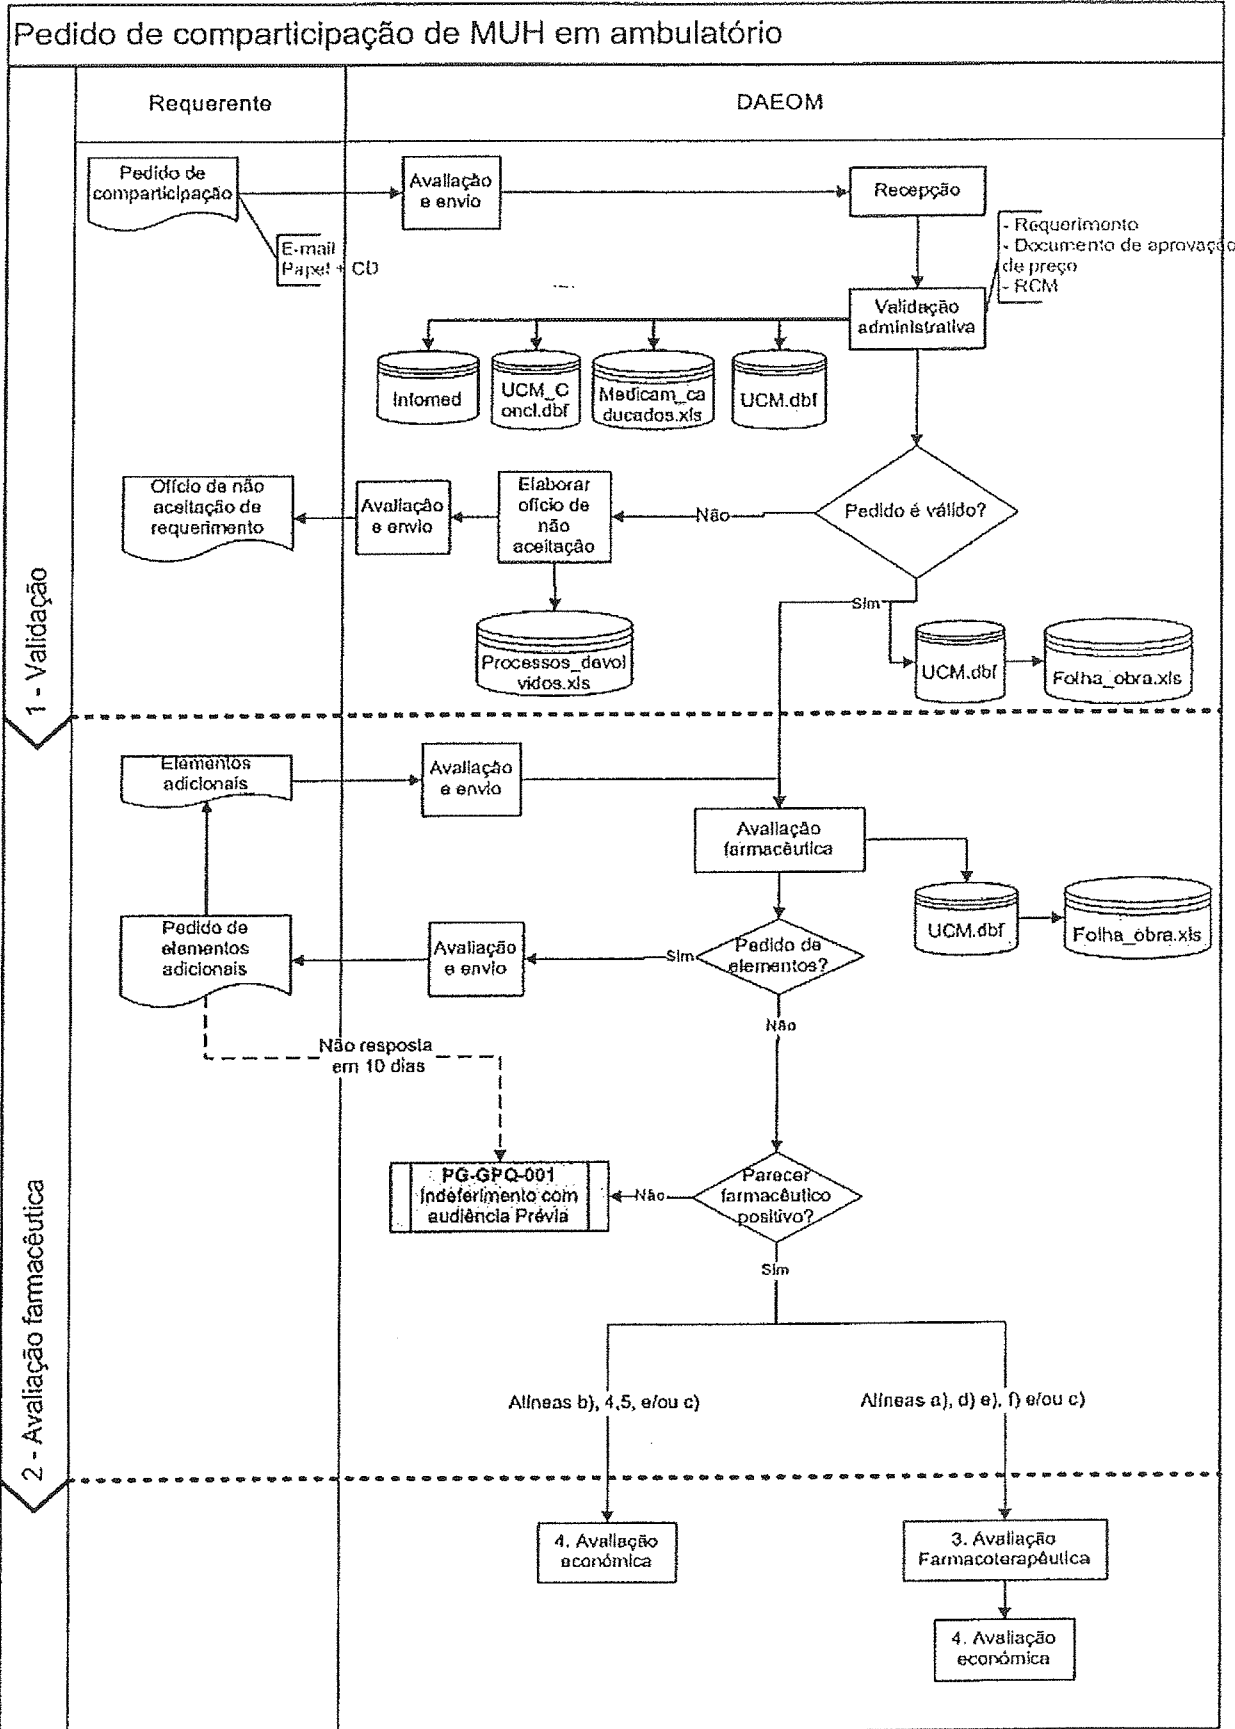 Pedido de comparticipação de MUH em ambulatório
Requerente
DAEOM
1 - Validação
Pedido de
comparticipação
E-mail
Papel + CD
Avaliação
e envio
Recepção
- Requerimento
- Documento de aprovação
de preço
- RCM
Validação
administrativa
Infomed
UCM_C
oncl.dbf
Medicam_ca
ducados.xls
UCM.dbf
Pedido é válido?
Não
Elaborar
ofício de
não
aceitação
Avaliação
e envio
Ofício de não
aceitação de
requerimento
Processos_devol
vidos.xls
Sim
UCM.dbf
Folha_obra.xls
2 - Avaliação farmacêutica
Elementos
adicionais
Avaliação
e envio
Avaliação
farmacêutica
UCM.dbf
Folha_obra.xls
Pedido de
elementos?
Sim
Avaliação
e envio
Pedido de
elementos
adicionais
Não
Não resposta
em 10 dias
PG-GPQ-001
Indeferimento com
audiência Prévia
Não
Parecer
farmacêutico
positivo?
Sim
Alíneas b), 4,5, e/ou c)
Alíneas a), d) e), f) e/ou c)
4. Avaliação
económica
3. Avaliação
Farmacoterapêutica
4. Avaliação
económica